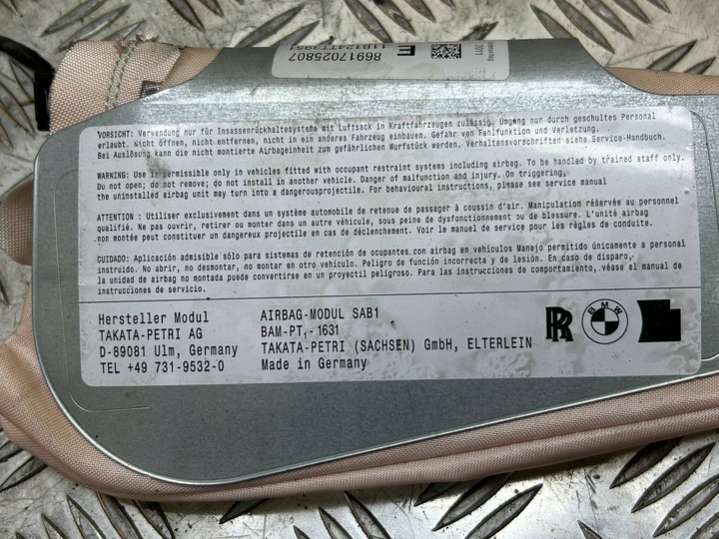 86917025807
118124TT395J
E
2011
VORSICHT: Verwendung nur für Insassenrückhaltesysteme mit Luftsack in Kraftfahrzeugen zulässig. Umgang nur durch geschultes Personal
erlaubt. Nicht öffnen, nicht entfernen, nicht in ein anderes Fahrzeug einbauen. Gefahr von Fehlfunktion und Verletzung.
Bei Auslösung kann die nicht montierte Airbageinheit zum gefährlichen Wurfstück werden. Verhaltensvorschriften siehe Service-Handbuch.
WARNING: Use is permissible only in vehicles fitted with occupant restraint systems including airbag. To be handled by trained staff only.
Do not open; do not remove; do not install in another vehicle. Danger of malfunction and injury. On triggering,
the uninstalled airbag unit may turn into a dangerousprojectile. For behavioural instructions, please see service manual
ATTENTION : Utiliser exclusivement dans un système automobile de retenue de passager à coussin d'air. Manipulation réservée au personnel
qualifié. Ne pas ouvrir, retirer ou monter dans un autre véhicule, sous peine de dysfonctionnement ou de blessure. L'unité airbag
non montée peut constituer un dangereux projectile en cas de déclenchement. Voir le manuel de service pour les règles de conduite.
CUIDADO: Aplicación admisible sólo para sistemas de retención de ocupantes con airbag en vehículos Manejo permitido únicamente a personal
instruido. No abrir, no desmontar, no montar en otro vehículo. Peligro de función incorrecta y de lesión. En caso de disparo,
la unidad de airbag no montada puede convertirse en un proyectil peligroso. Para las instrucciones de comportamiento, véase el manual de
instrucciones de servicio.
Hersteller Modul
TAKATA-PETRI AG
D-89081 Ulm, Germany
TEL +49 731-9532-0
AIRBAG-MODUL SAB1
BAM-PT,-1631
TAKATA-PETRI (SACHSEN) GmbH, ELTERLEIN
Made in Germany
RR
BMW